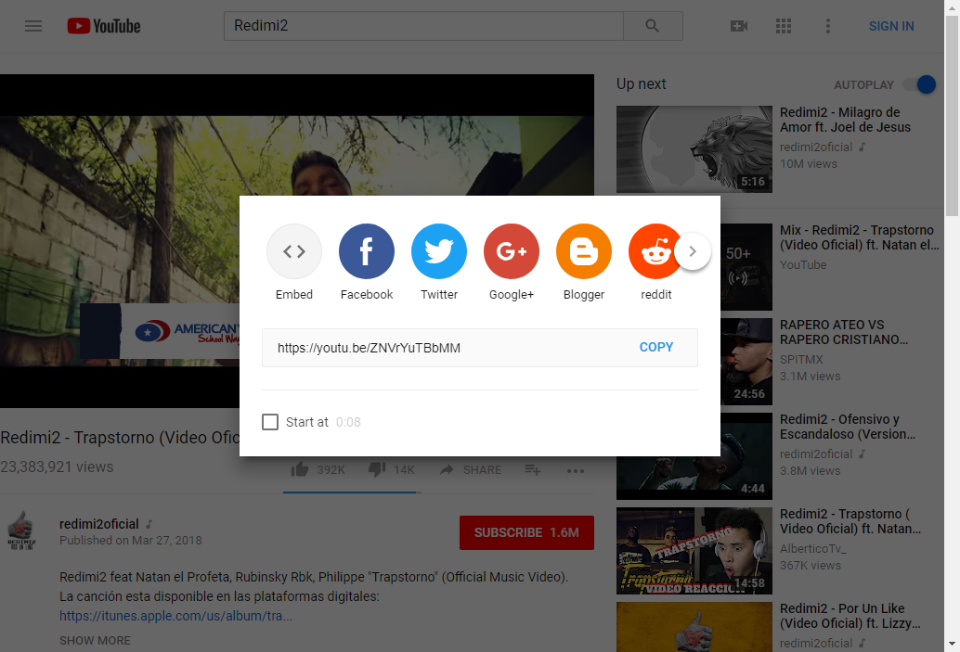 YouTube
Redimi2
SIGN IN
Up next
AUTOPLAY
Redimi2 - Milagro de
Amor ft. Joel de Jesus
redimi2oficial
10M views
5:16
50+
Mix - Redimi2 - Trapstorno
(Video Oficial) ft. Natan el...
YouTube
RAPERO ATEO VS
RAPERO CRISTIANO...
SPITMX
3.1M views
24:56
Redimi2 - Ofensivo y
Escandaloso (Version...
redimi2oficial
3.8M views
4:44
Redimi2 - Trapstorno (
Video Oficial) ft. Natan...
AlberticoTv_
367K views
TRAPSTORNO
VIDEO REACCI...
14:58
Redimi2 - Por Un Like
(Video Oficial) ft. Lizzy...
redimi2oficial
Embed
Facebook
Twitter
G+
Google+
Blogger
reddit
https://youtu.be/ZNVrYuTBbMM
COPY
Start at 0:08
AMERICAN
School Way
Redimi2 - Trapstorno (Video Ofic
23,383,921 views
392K
14K
SHARE
redimi2oficial
Published on Mar 27, 2018
SUBSCRIBE 1.6M
Redimi2 feat Natan el Profeta, Rubinsky Rbk, Philippe "Trapstorno" (Official Music Video).
La canción esta disponible en las plataformas digitales:
https://itunes.apple.com/us/album/tra...
SHOW MORE